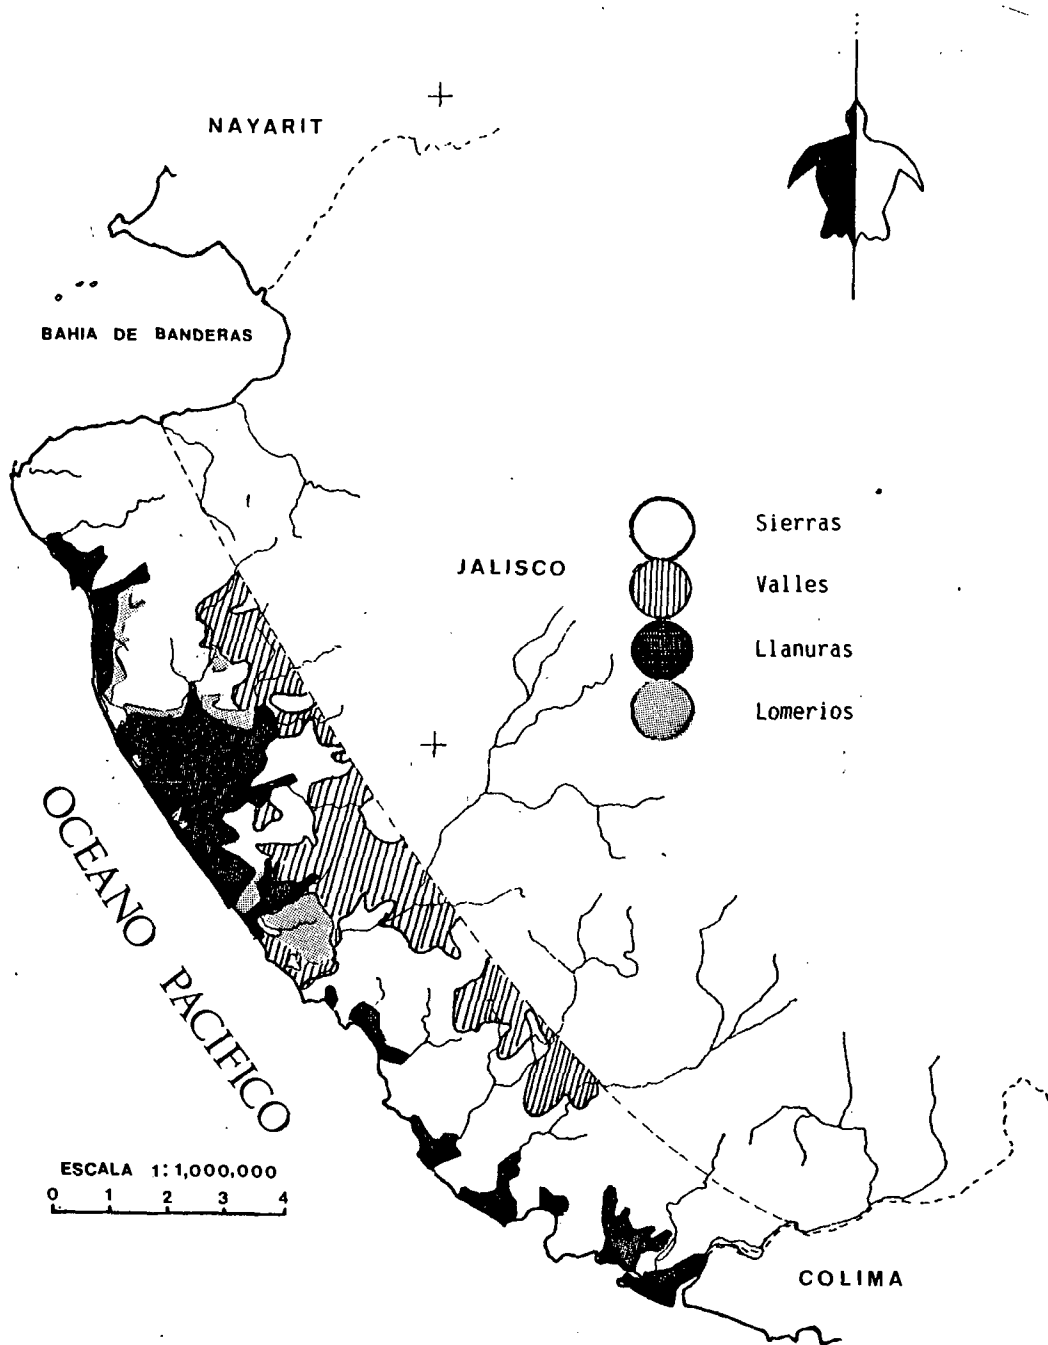 NAYARIT
BAHIA DE BANDERAS
JALISCO
Sierras
Valles
Llanuras
Lomerios
OCEANO PACIFICO
ESCALA 1:1,000,000
0 1 2 3 4
COLIMA